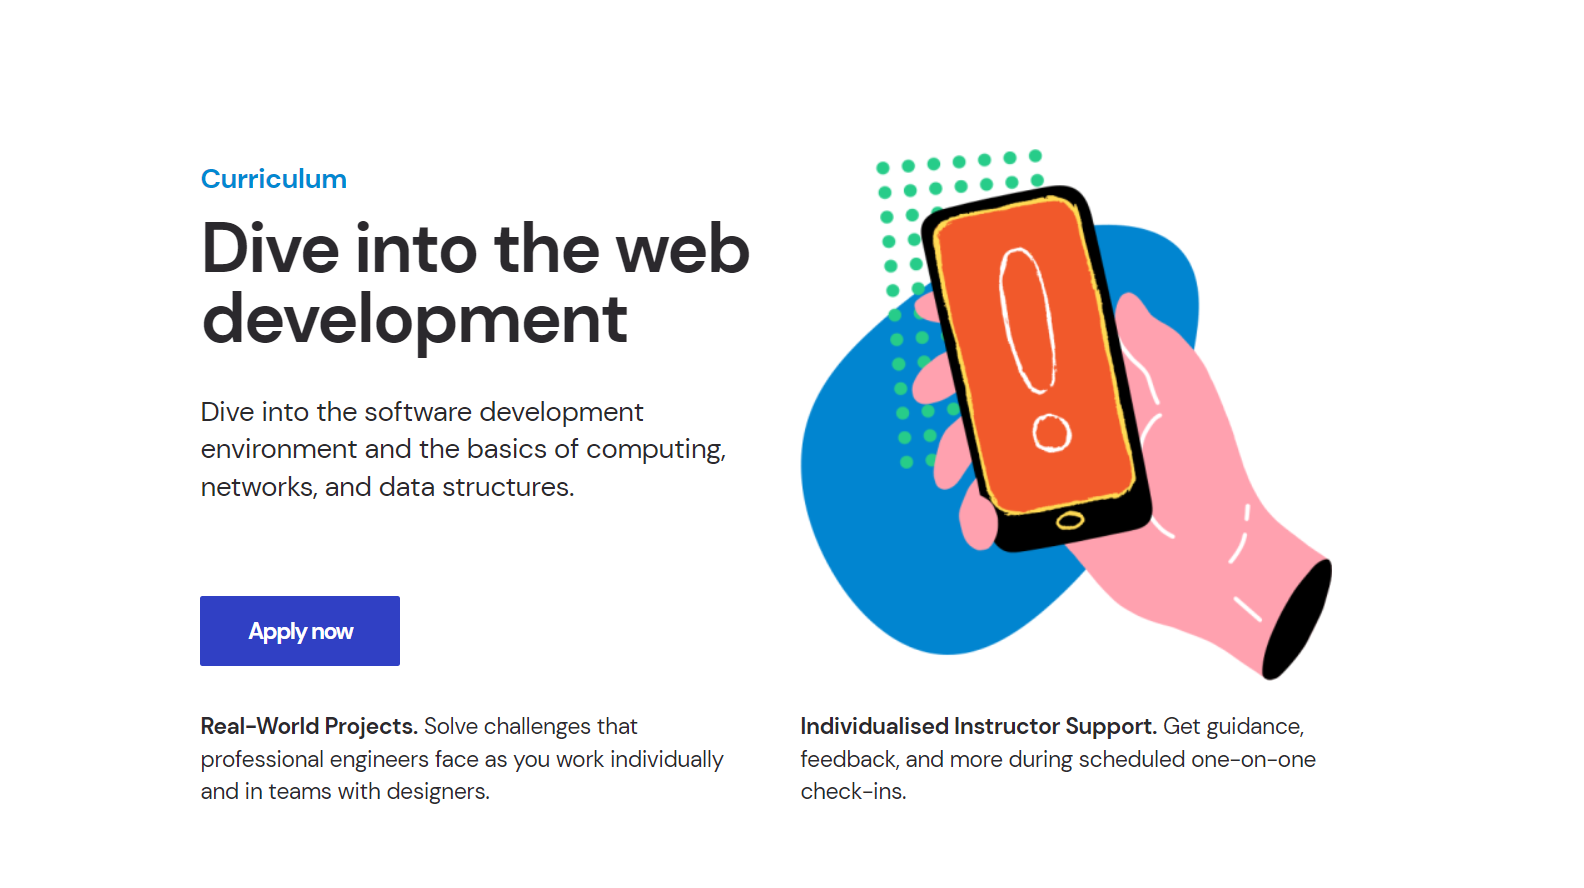 Curriculum
Dive into the web
development
Dive into the software development
environment and the basics of computing,
networks, and data structures.
Apply now
Real-World Projects. Solve challenges that
professional engineers face as you work individually
and in teams with designers.
Individualised Instructor Support. Get guidance,
feedback, and more during scheduled one-on-one
check-ins.